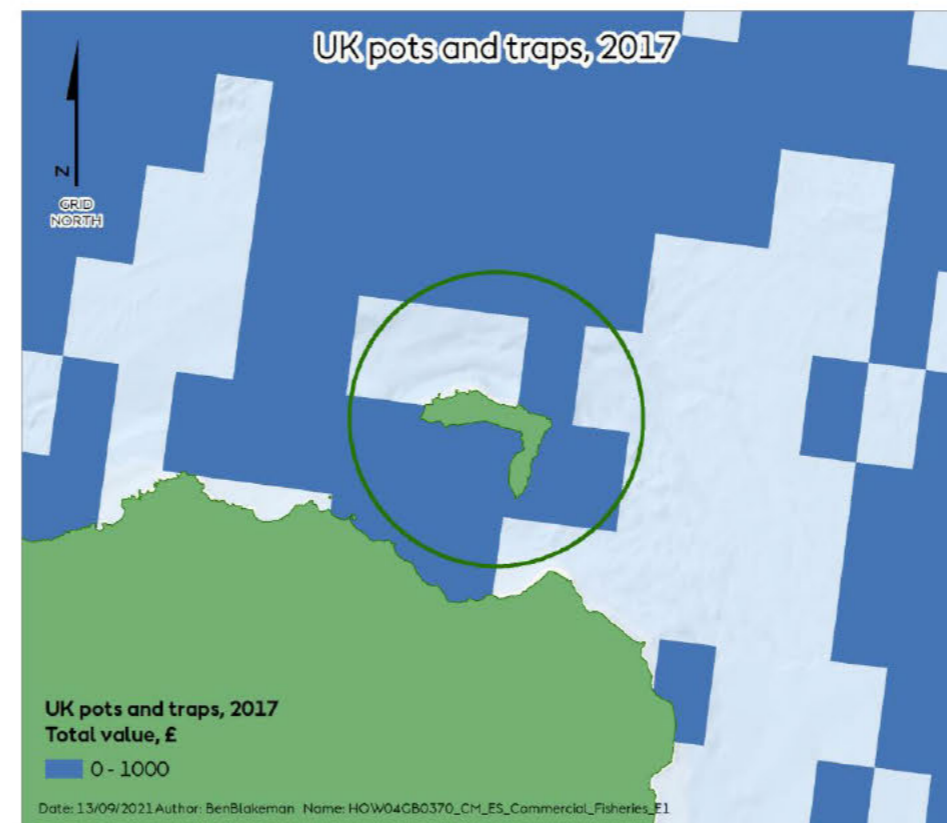 UK pots and traps, 2017
N
GRID
NORTH
UK pots and traps, 2017
Total value, £
0 - 1000
Date: 13/09/2021 Author: BenBlakeman Name: HOW04GB0370_CM_ES_Commercial_Fisheries_E1